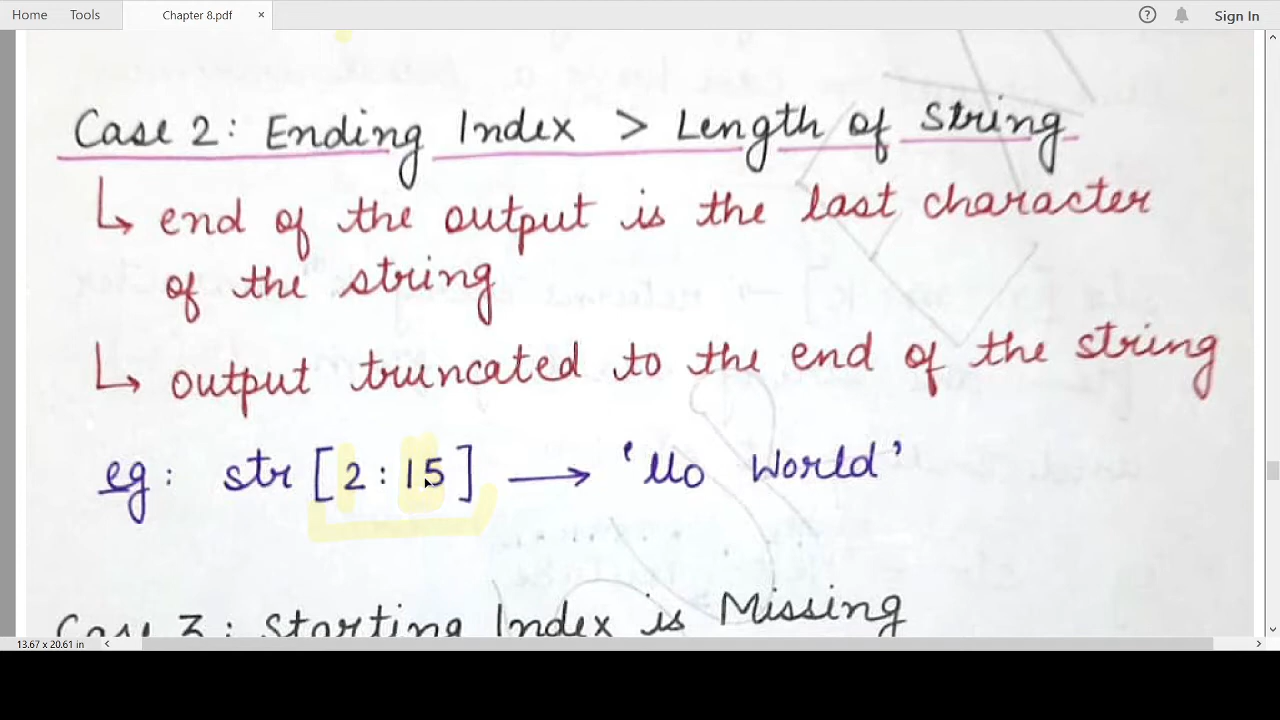 Home Tools Chapter 8.pdf × Sign In
Case 2: Ending Index > Length of String
↳ end of the output is the last character
of the string
↳ output truncated to the end of the string
eg: str [2:15] → 'llo World'
Case 3: Starting Index is Missing
13.67 x 20.61 in